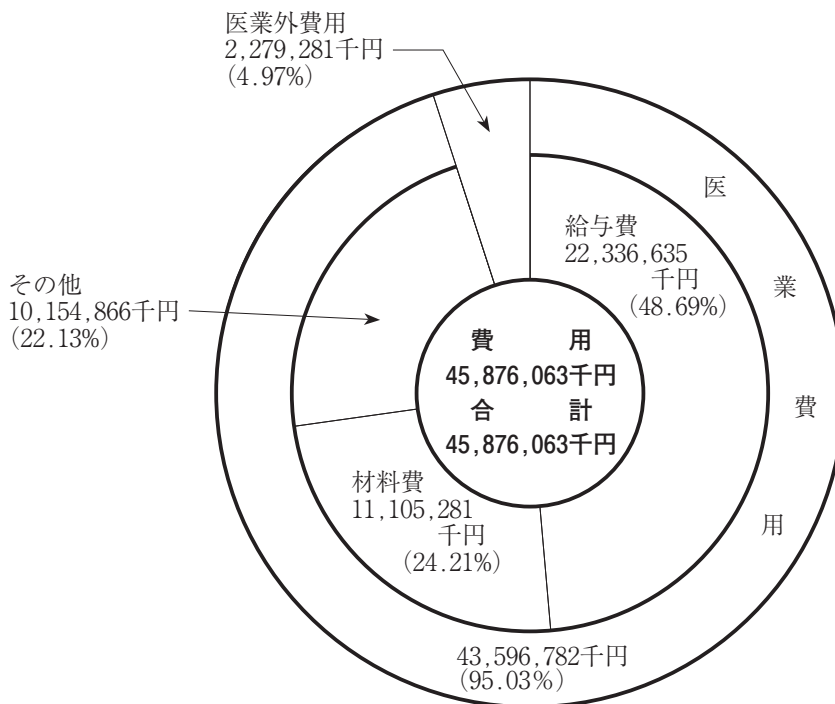 医業外費用
2,279,281千円
(4.97%)
医
業
費
用
給与費
22,336,635
千円
(48.69%)
その他
10,154,866千円
(22.13%)
費 用
45,876,063千円
合 計
45,876,063千円
材料費
11,105,281
千円
(24.21%)
43,596,782千円
(95.03%)